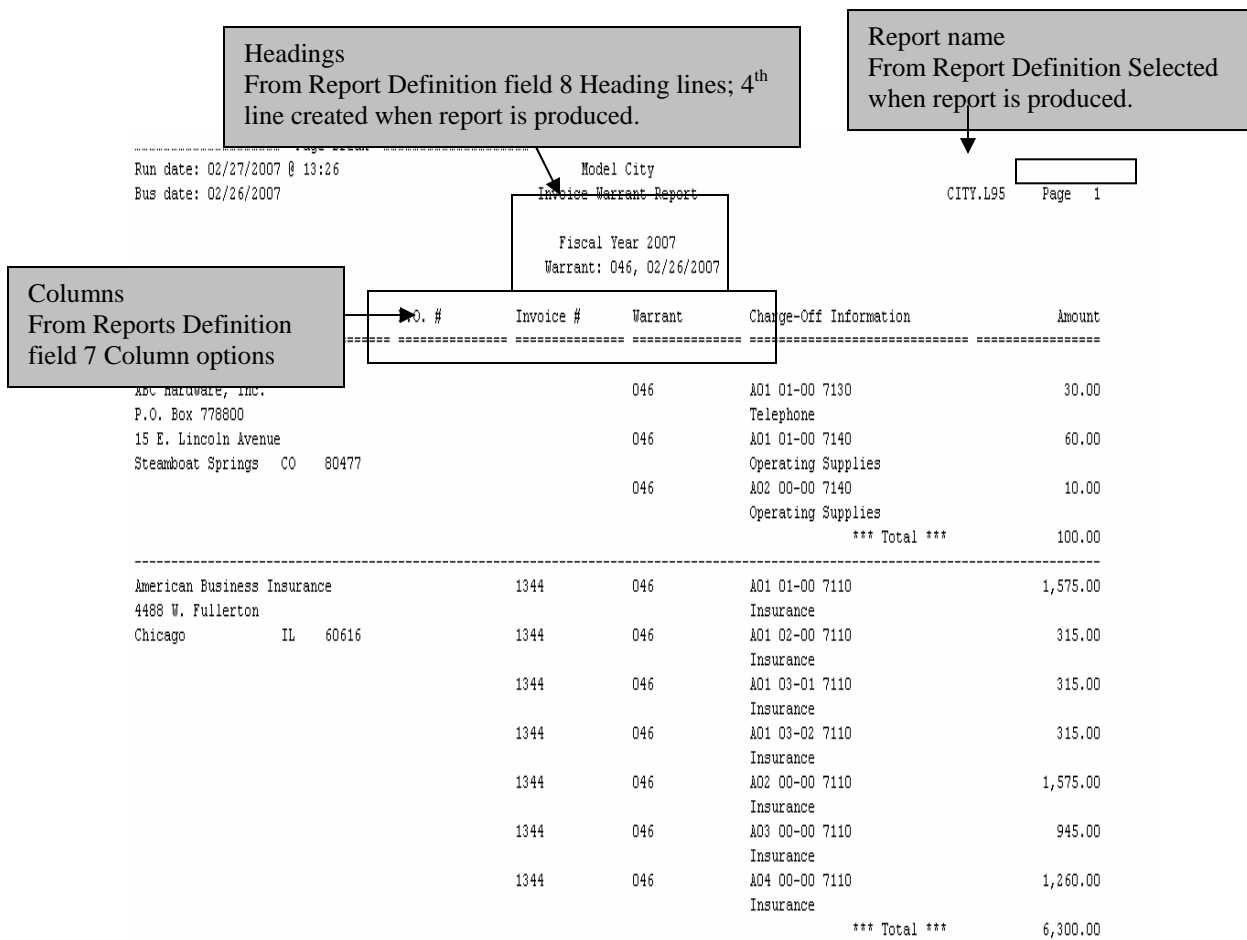 Headings
From Report Definition field 8 Heading lines; 4th
line created when report is produced.
Report name
From Report Definition Selected
when report is produced.
Run date: 02/27/2007 @ 13:26 Model City
Bus date: 02/26/2007 Invoice Warrant Report CITY.L95 Page 1
Fiscal Year 2007
Warrant: 046, 02/26/2007
Columns
From Reports Definition
field 7 Column options
#  Invoice # Warrant Charge-Off Information Amount
ABC Hardware, Inc. 046 A01 01-00 7130 30.00
P.O. Box 778800 Telephone
15 E. Lincoln Avenue 046 A01 01-00 7140 60.00
Steamboat Springs CO 80477 Operating Supplies
046 A02 00-00 7140 10.00
Operating Supplies
*** Total *** 100.00
American Business Insurance 1344 046 A01 01-00 7110 1,575.00
4488 W. Fullerton Insurance
Chicago IL 60616 1344 046 A01 02-00 7110 315.00
Insurance
1344 046 A01 03-01 7110 315.00
Insurance
1344 046 A01 03-02 7110 315.00
Insurance
1344 046 A02 00-00 7110 1,575.00
Insurance
1344 046 A03 00-00 7110 945.00
Insurance
1344 046 A04 00-00 7110 1,260.00
Insurance
*** Total *** 6,300.00